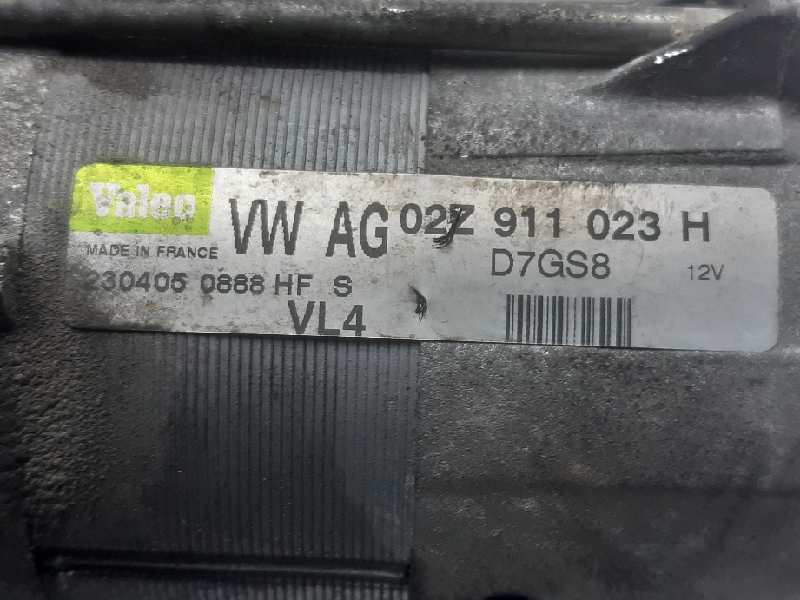 Valeo VW AG 02Z 911 023 H
MADE IN FRANCE D7GS8 12V
230405 0888 HF S
VL4